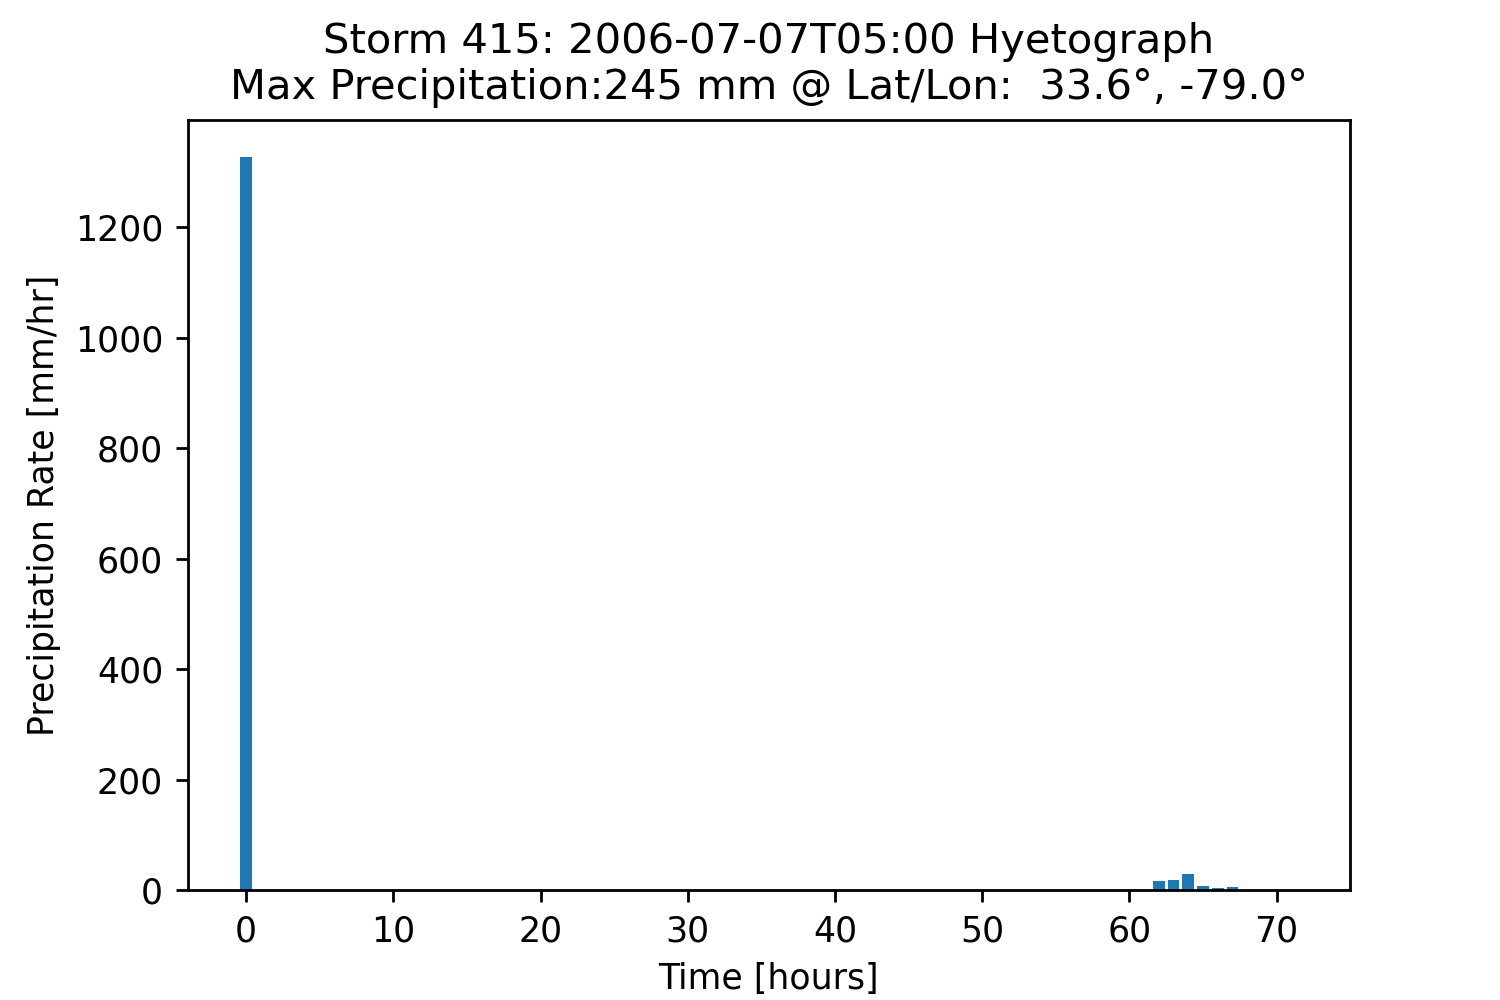 Storm 415: 2006-07-07T05:00 Hyetograph
Max Precipitation:245 mm @ Lat/Lon:  33.6°, -79.0°
Precipitation Rate [mm/hr]
1200
1000
800
600
400
200
0
0 10 20 30 40 50 60 70
Time [hours]